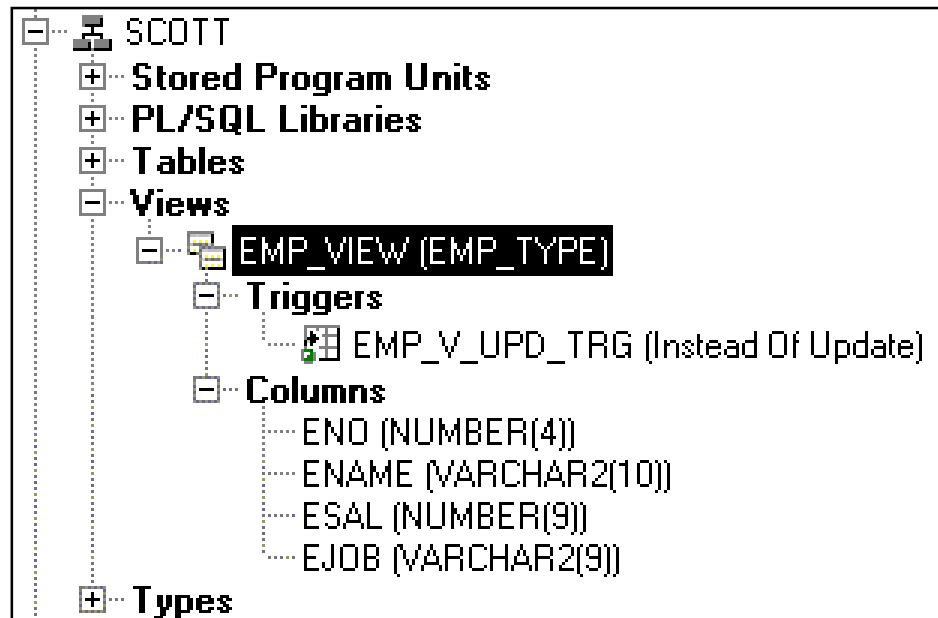 SCOTT
Stored Program Units
PL/SQL Libraries
Tables
Views
EMP_VIEW (EMP_TYPE)
Triggers
EMP_V_UPD_TRG (Instead Of Update)
Columns
ENO (NUMBER(4))
ENAME (VARCHAR2(10))
ESAL (NUMBER(9))
EJOB (VARCHAR2(9))
Types